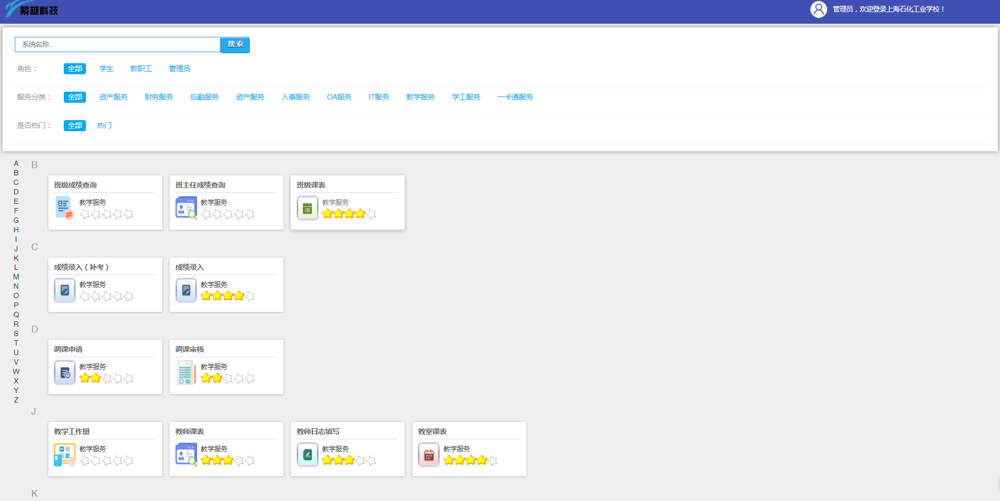 紫越科技
管理员，欢迎登录上海石化工业学校！
系统名称...
搜 索
角色： 全部 学生 教职工 管理员
服务分类： 全部 资产服务 财务服务 后勤服务 资产服务 人事服务 OA服务 IT服务 教学服务 学工服务 一卡通服务
是否热门： 全部 热门
A
B
C
D
E
F
G
H
I
J
K
L
M
N
O
P
Q
R
S
T
U
V
W
X
Y
Z
B
班级成绩查询
教学服务
班主任成绩查询
教学服务
班级课表
教学服务
C
成绩录入（补考）
教学服务
成绩录入
教学服务
D
调课申请
教学服务
调课审核
教学服务
J
教学工作量
教学服务
教师课表
教学服务
教师日志填写
教学服务
教室课表
教学服务
K